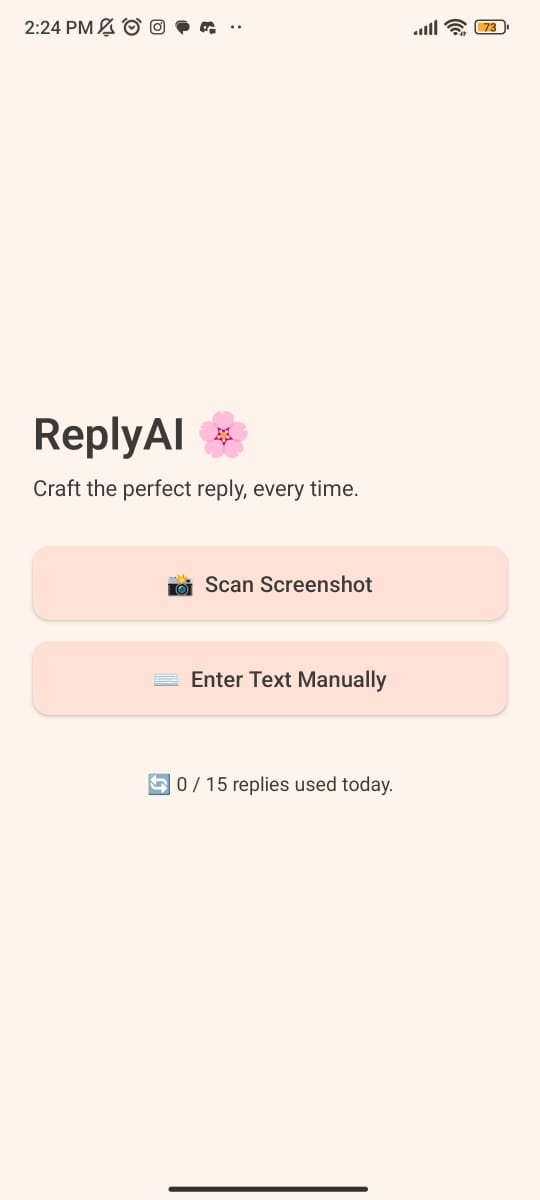 2:24 PM
73
ReplyAI 🌸
Craft the perfect reply, every time.
📸 Scan Screenshot
⌨️ Enter Text Manually
🔄 0 / 15 replies used today.